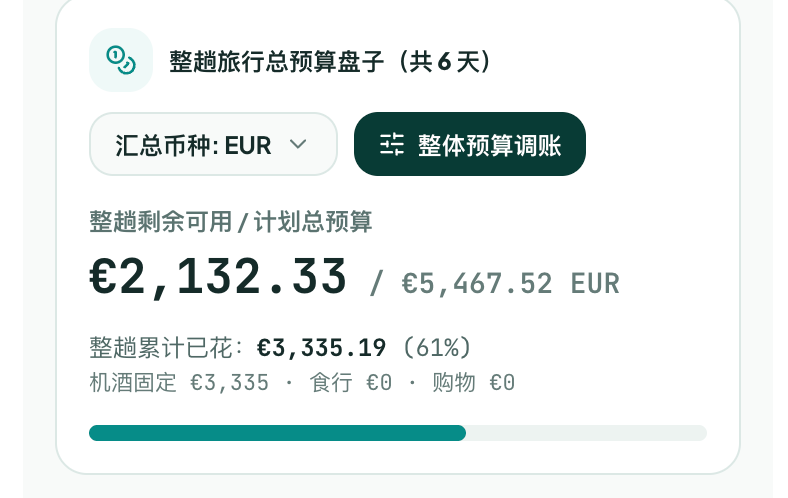 整趟旅行总预算盘子（共 6 天）
汇总币种: EUR
整体预算调账
整趟剩余可用 / 计划总预算
€2,132.33 / €5,467.52 EUR
整趟累计已花: €3,335.19 (61%)
机酒固定 €3,335 · 食行 €0 · 购物 €0